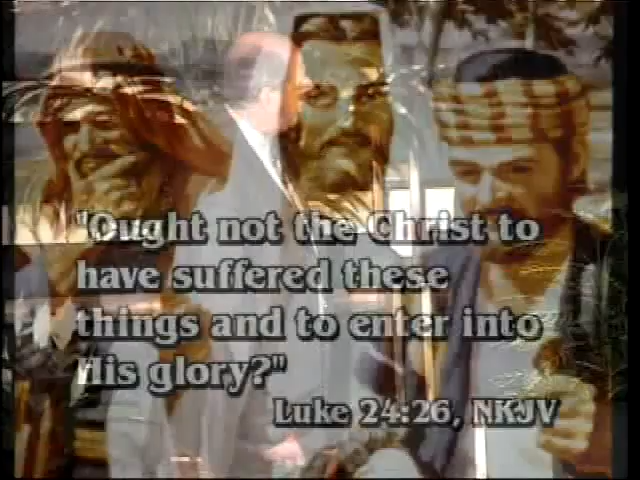 "Ought not the Christ to
have suffered these
things and to enter into
His glory?"
Luke 24:26, NKJV